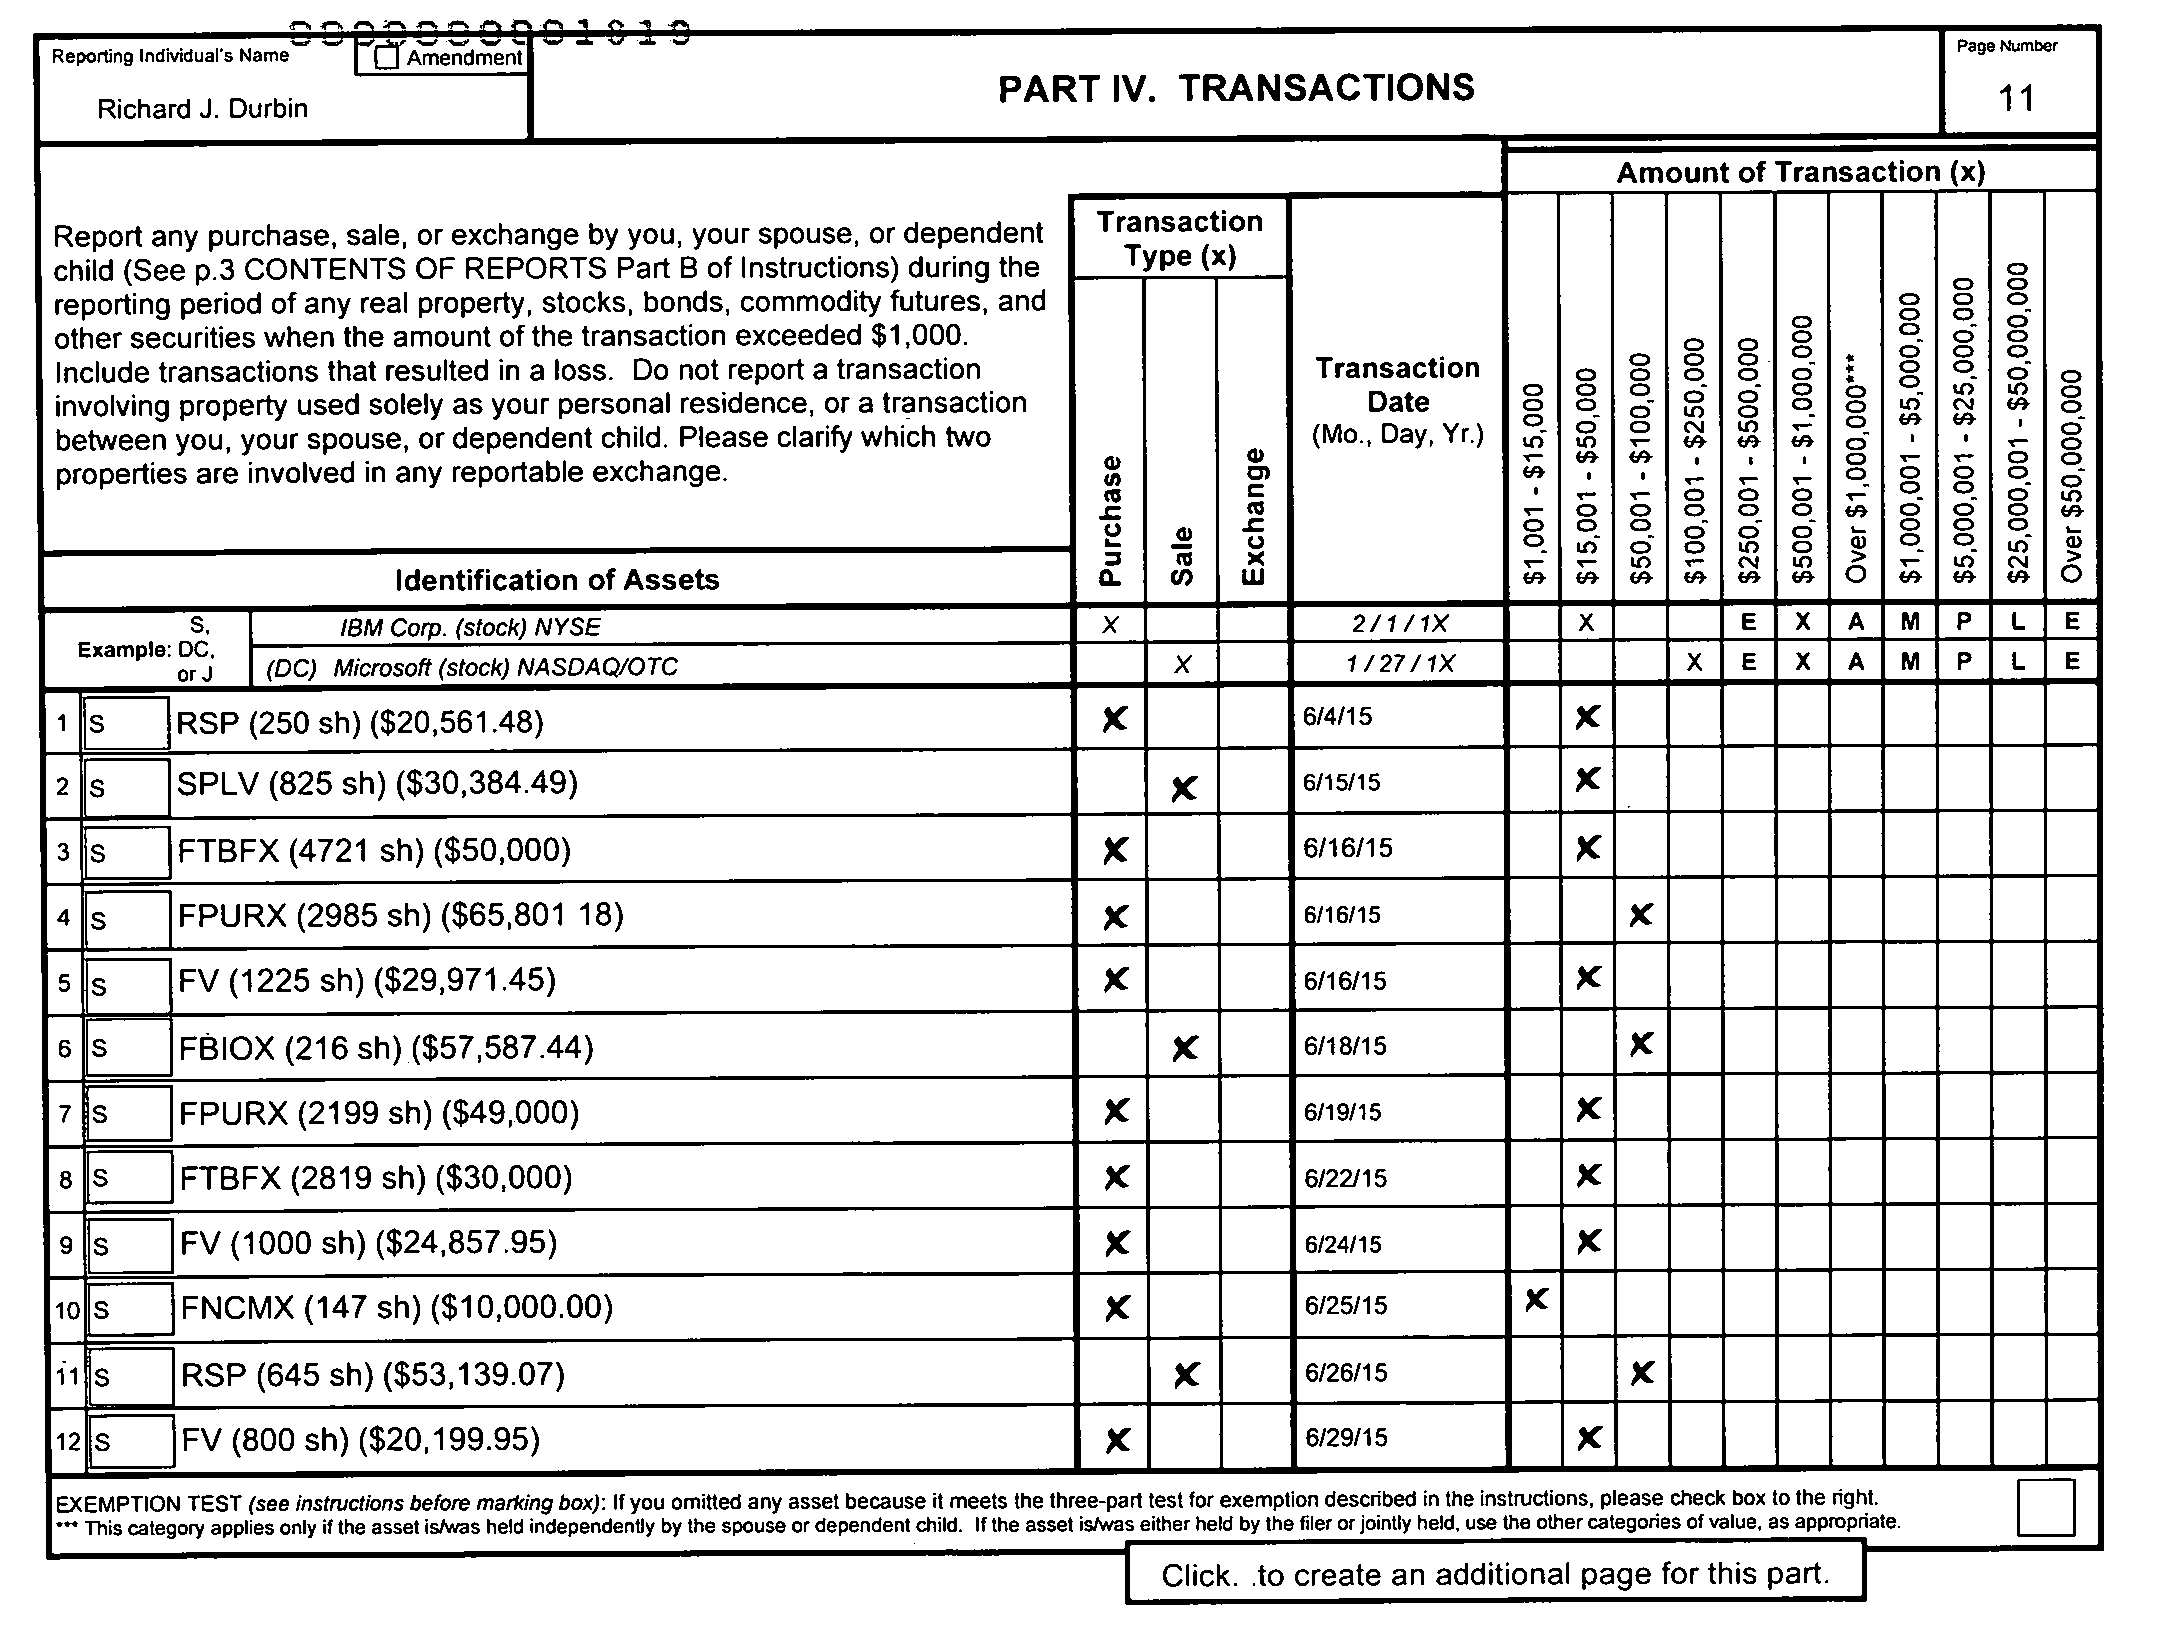 000000001819
Reporting Individual's Name
Amendment
Richard J. Durbin
PART IV. TRANSACTIONS
Page Number
11
Amount of Transaction (x)
Report any purchase, sale, or exchange by you, your spouse, or dependent
child (See p.3 CONTENTS OF REPORTS Part B of Instructions) during the
reporting period of any real property, stocks, bonds, commodity futures, and
other securities when the amount of the transaction exceeded $1,000.
Include transactions that resulted in a loss. Do not report a transaction
involving property used solely as your personal residence, or a transaction
between you, your spouse, or dependent child. Please clarify which two
properties are involved in any reportable exchange.
Transaction
Type (x)
Purchase
Sale
Exchange
Transaction
Date
(Mo., Day, Yr.)
$1,001 - $15,000
$15,001 - $50,000
$50,001 - $100,000
$100,001 - $250,000
$250,001 - $500,000
$500,001 - $1,000,000
Over $1,000,000***
$1,000,001 - $5,000,000
$5,000,001 - $25,000,000
$25,000,001 - $50,000,000
Over $50,000,000
Identification of Assets
Example: S, DC, or J
IBM Corp. (stock) NYSE X 2 / 1 / 1X X E X A M P L E
(DC) Microsoft (stock) NASDAQ/OTC X 1 / 27 / 1X X E X A M P L E
1 S RSP (250 sh) ($20,561.48) X 6/4/15 X
2 S SPLV (825 sh) ($30,384.49) X 6/15/15 X
3 S FTBFX (4721 sh) ($50,000) X 6/16/15 X
4 S FPURX (2985 sh) ($65,801 18) X 6/16/15 X
5 S FV (1225 sh) ($29,971.45) X 6/16/15 X
6 S FBIOX (216 sh) ($57,587.44) X 6/18/15 X
7 S FPURX (2199 sh) ($49,000) X 6/19/15 X
8 S FTBFX (2819 sh) ($30,000) X 6/22/15 X
9 S FV (1000 sh) ($24,857.95) X 6/24/15 X
10 S FNCMX (147 sh) ($10,000.00) X 6/25/15 X
11 S RSP (645 sh) ($53,139.07) X 6/26/15 X
12 S FV (800 sh) ($20,199.95) X 6/29/15 X
EXEMPTION TEST (see instructions before marking box): If you omitted any asset because it meets the three-part test for exemption described in the instructions, please check box to the right.
*** This category applies only if the asset is/was held independently by the spouse or dependent child. If the asset is/was either held by the filer or jointly held, use the other categories of value, as appropriate.
Click. .to create an additional page for this part.